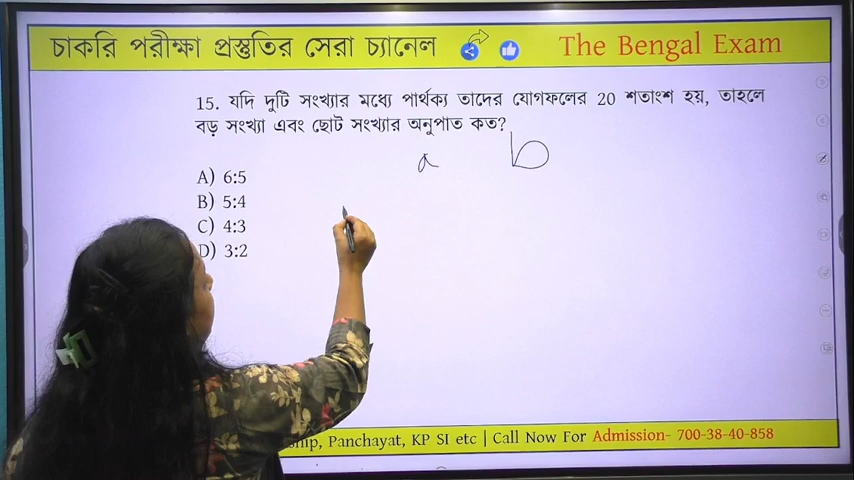 চাকরি পরীক্ষা প্রস্তুতির সেরা চ্যানেল The Bengal Exam
15. যদি দুটি সংখ্যার মধ্যে পার্থক্য তাদের যোগফলের 20 শতাংশ হয়, তাহলে
বড় সংখ্যা এবং ছোট সংখ্যার অনুপাত কত?
a b
A) 6:5
B) 5:4
C) 4:3
D) 3:2
Panchayat, KP SI etc | Call Now For Admission- 700-38-40-858